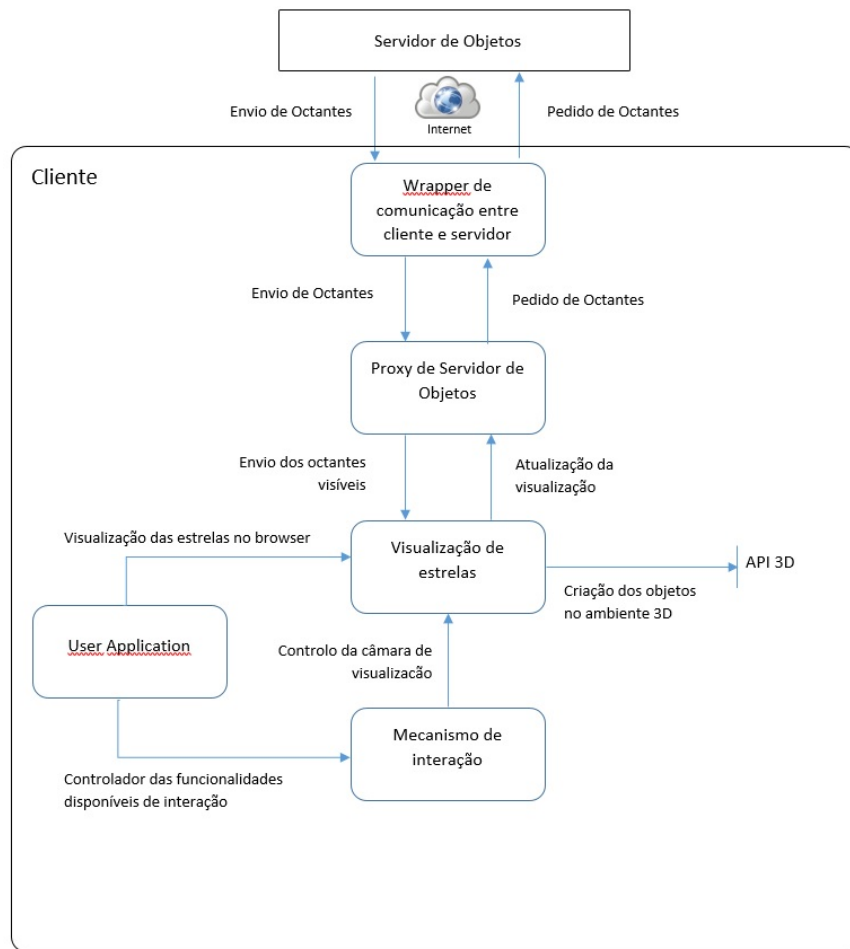 Servidor de Objetos
Envio de Octantes
Internet
Pedido de Octantes
Cliente
Wrapper de
comunicação entre
cliente e servidor
Envio de Octantes
Pedido de Octantes
Proxy de Servidor de
Objetos
Envio dos octantes
visíveis
Atualização da
visualização
Visualização das estrelas no browser
Visualização de
estrelas
API 3D
Criação dos objetos
no ambiente 3D
User Application
Controlo da câmara de
visualizacão
Mecanismo de
interação
Controlador das funcionalidades
disponíveis de interação